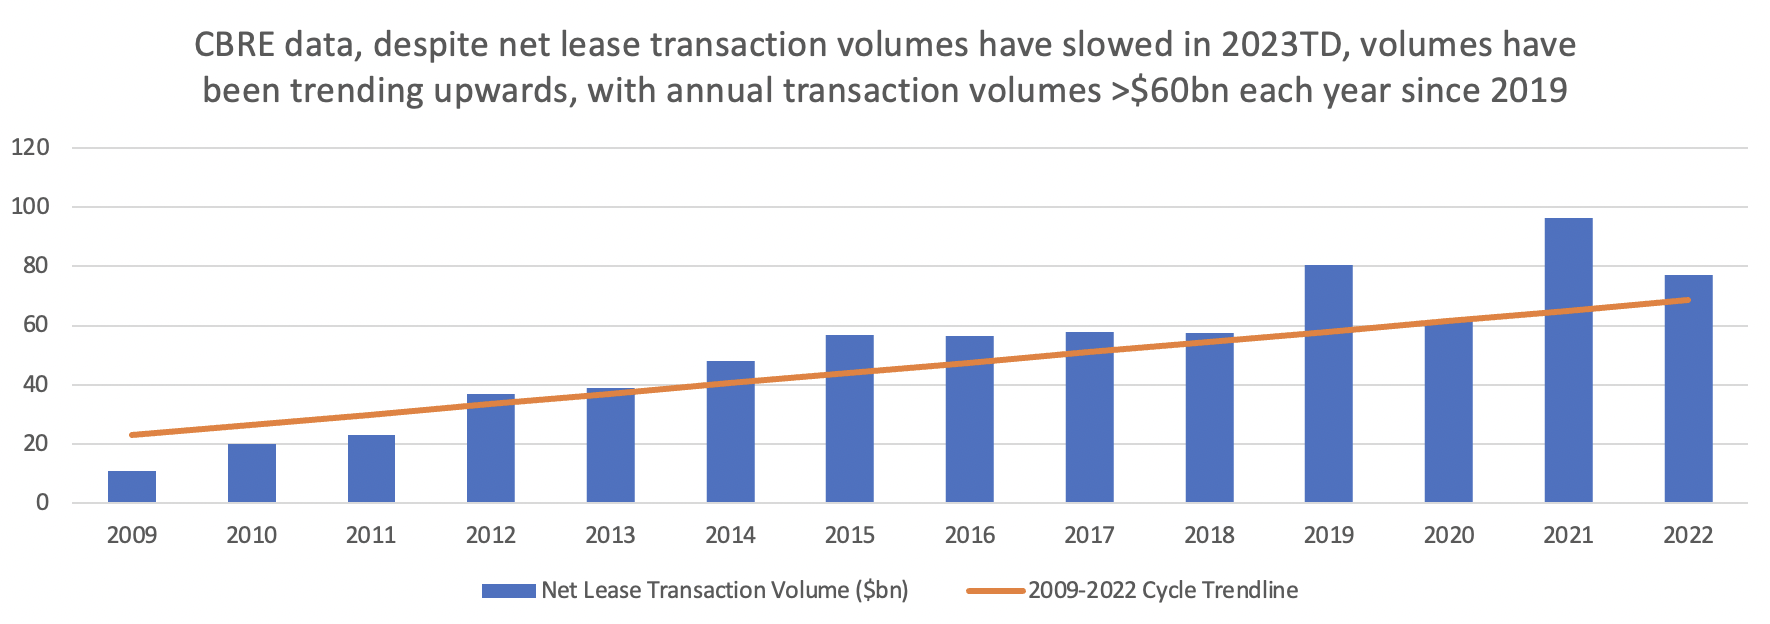 CBRE data, despite net lease transaction volumes have slowed in 2023TD, volumes have
been trending upwards, with annual transaction volumes >$60bn each year since 2019
120
100
80
60
40
20
0
2009 2010 2011 2012 2013 2014 2015 2016 2017 2018 2019 2020 2021 2022
Net Lease Transaction Volume ($bn) 2009-2022 Cycle Trendline